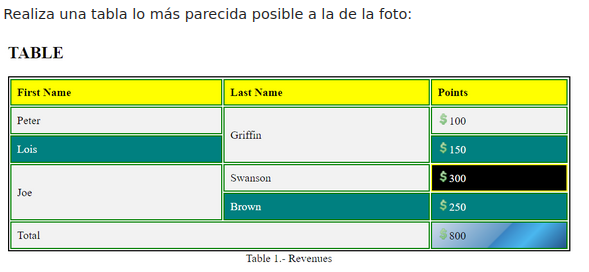 Realiza una tabla lo más parecida posible a la de la foto:
TABLE
First Name Last Name Points
Peter Griffin $ 100
Lois $ 150
Joe Swanson $ 300
Brown $ 250
Total $ 800
Table 1.- Revenues